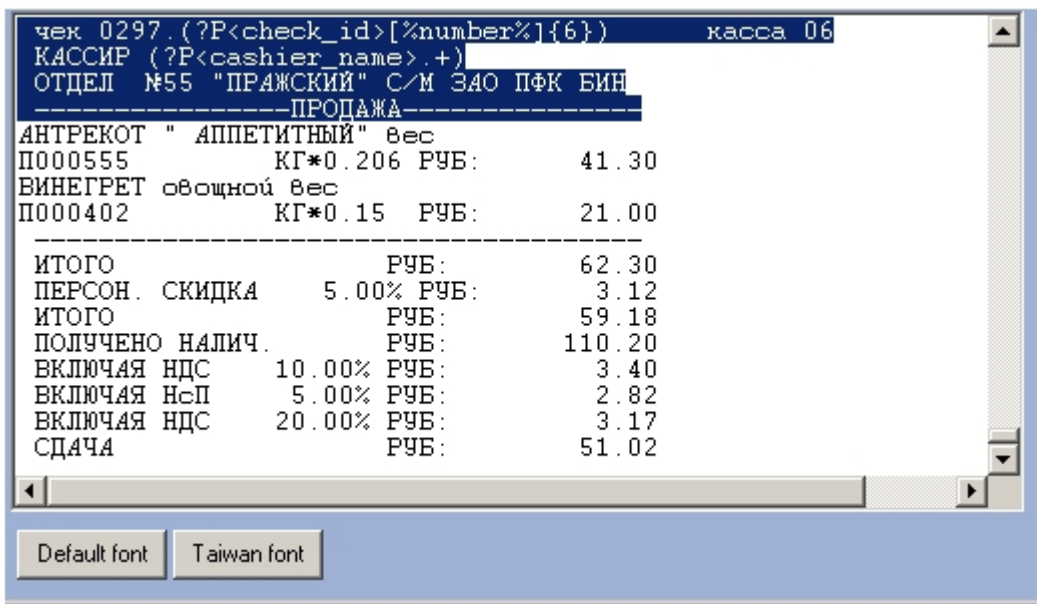 чек 0297.(?P<check_id>[%number%]{6}) касса 06
КАССИР (?P<cashier_name>.+)
ОТДЕЛ №55 "ПРАЖСКИЙ" С/М ЗАО ПФК БИН
----------------ПРОДАЖА---------------
АНТРЕКОТ " АППЕТИТНЫЙ" вес
П000555 КГ*0.206 РУБ: 41.30
ВИНЕГРЕТ овощной вес
П000402 КГ*0.15 РУБ: 21.00
--------------------------------------
ИТОГО РУБ: 62.30
ПЕРСОН. СКИДКА 5.00% РУБ: 3.12
ИТОГО РУБ: 59.18
ПОЛУЧЕНО НАЛИЧ. РУБ: 110.20
ВКЛЮЧАЯ НДС 10.00% РУБ: 3.40
ВКЛЮЧАЯ НсП 5.00% РУБ: 2.82
ВКЛЮЧАЯ НДС 20.00% РУБ: 3.17
СДАЧА РУБ: 51.02
Default font Taiwan font